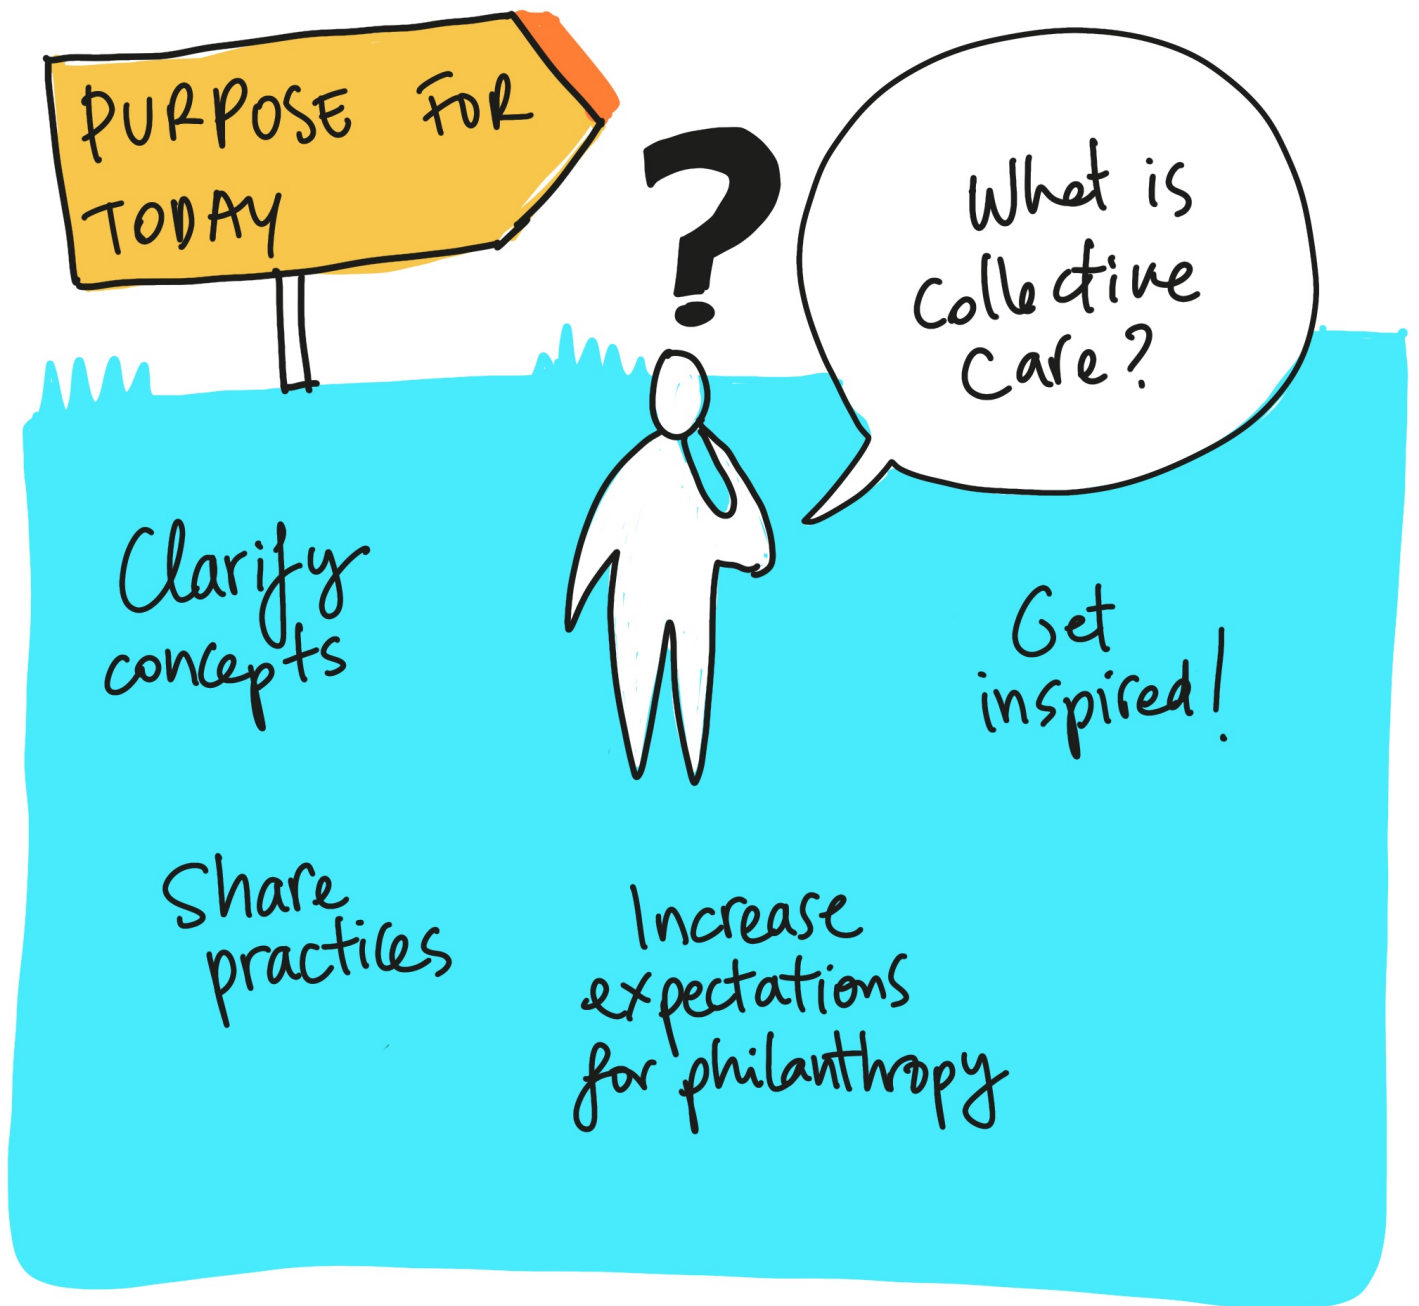 PURPOSE FOR
TODAY
?
What is
Collective
Care?
Clarify
concepts
Get
inspired!
Share
practices
Increase
expectations
for philanthropy